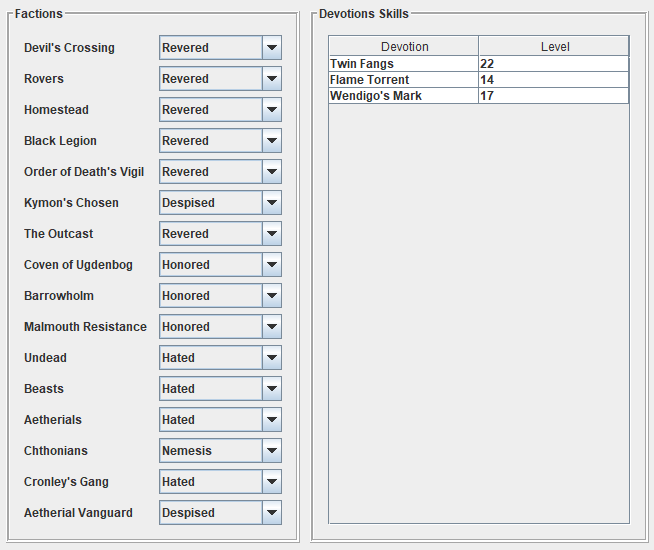 Factions
Devil's Crossing Revered
Rovers Revered
Homestead Revered
Black Legion Revered
Order of Death's Vigil Revered
Kymon's Chosen Despised
The Outcast Revered
Coven of Ugdenbog Honored
Barrowholm Honored
Malmouth Resistance Honored
Undead Hated
Beasts Hated
Aetherials Hated
Chthonians Nemesis
Cronley's Gang Hated
Aetherial Vanguard Despised
Devotions Skills
Devotion Level
Twin Fangs 22
Flame Torrent 14
Wendigo's Mark 17